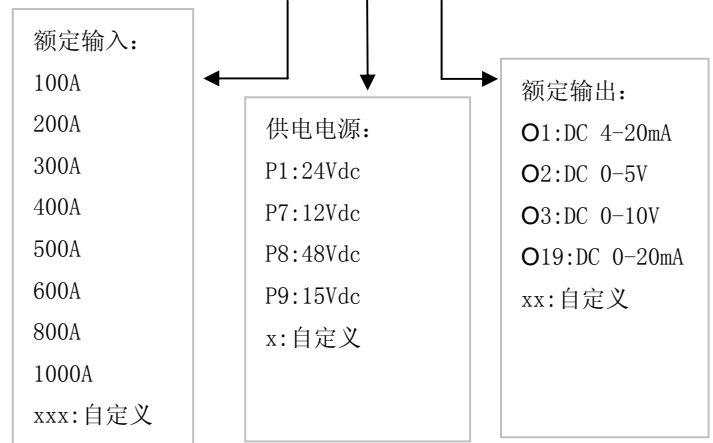 额定输入：
100A
200A
300A
400A
500A
600A
800A
1000A
xxx:自定义
供电电源：
P1:24Vdc
P7:12Vdc
P8:48Vdc
P9:15Vdc
x:自定义
额定输出：
O1:DC 4-20mA
O2:DC 0-5V
O3:DC 0-10V
O19:DC 0-20mA
xx:自定义